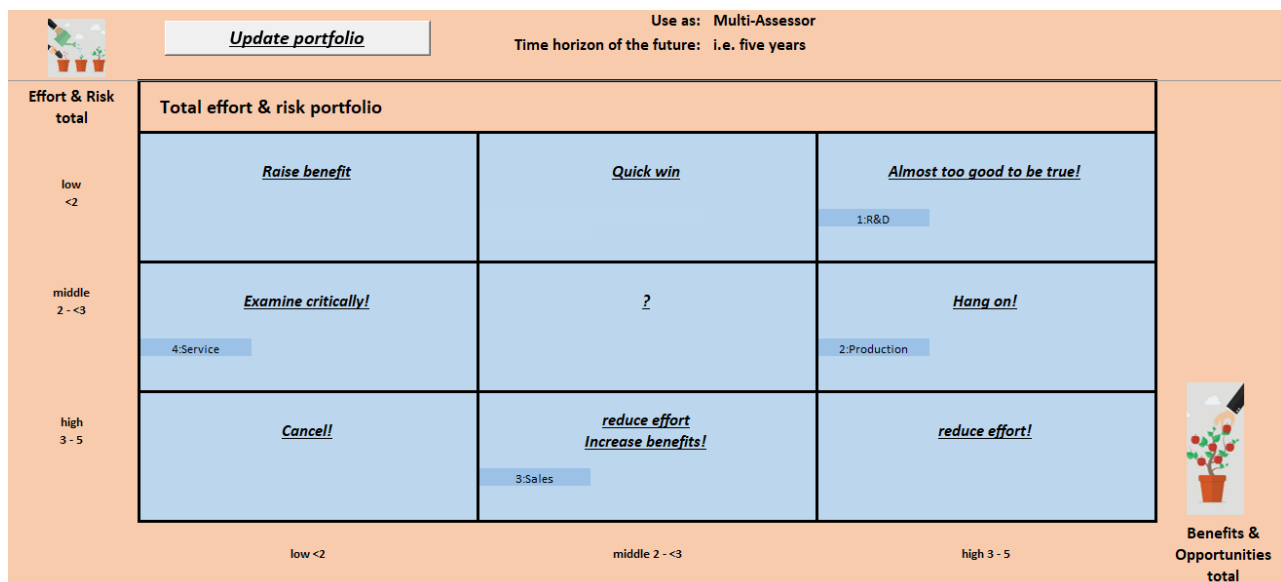 Update portfolio
Use as: Multi-Assessor
Time horizon of the future: i.e. five years
Effort & Risk
total
Total effort & risk portfolio
low
<2
Raise benefit
Quick win
Almost too good to be true!
1:R&D
middle
2 - <3
Examine critically!
?
Hang on!
4:Service
2:Production
high
3 - 5
Cancel!
reduce effort
Increase benefits!
reduce effort!
3:Sales
low <2
middle 2 - <3
high 3 - 5
Benefits &
Opportunities
total